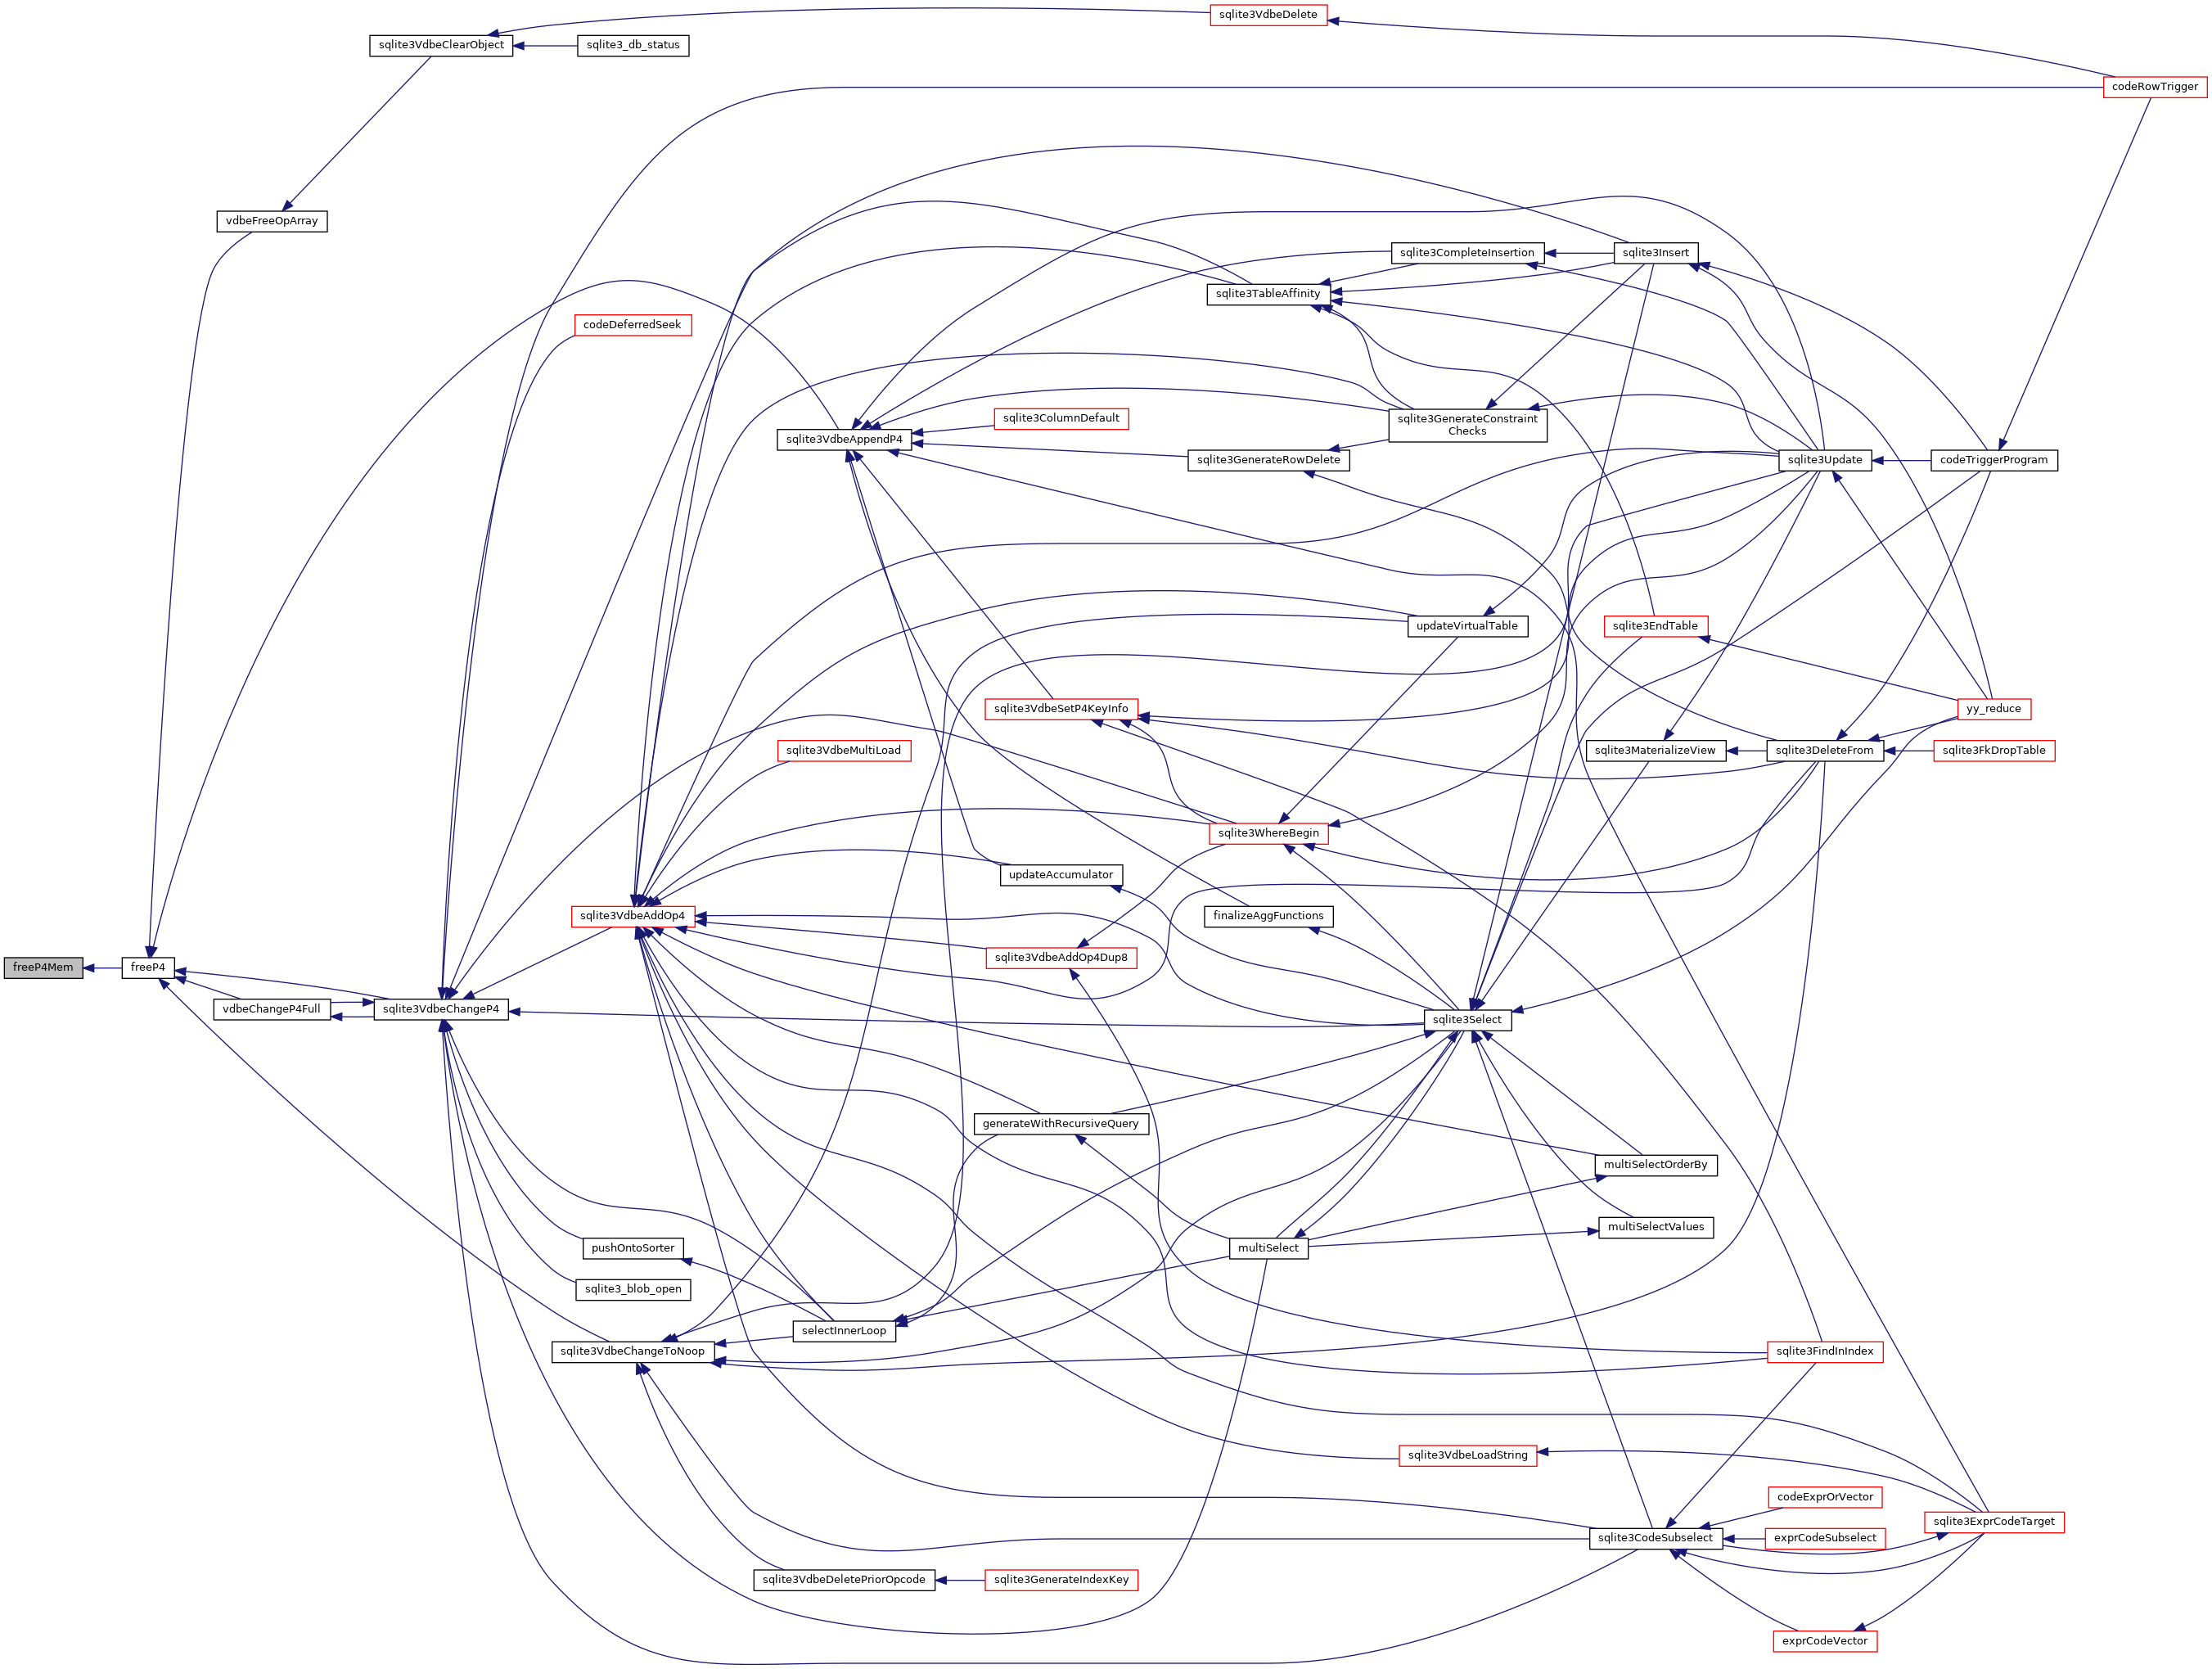 sqlite3VdbeDelete
sqlite3VdbeClearObject
sqlite3_db_status
codeRowTrigger
vdbeFreeOpArray
sqlite3CompleteInsertion
sqlite3Insert
sqlite3TableAffinity
codeDeferredSeek
sqlite3ColumnDefault
sqlite3GenerateConstraint
Checks
sqlite3VdbeAppendP4
sqlite3GenerateRowDelete
sqlite3Update
codeTriggerProgram
updateVirtualTable
sqlite3EndTable
sqlite3VdbeSetP4KeyInfo
yy_reduce
sqlite3VdbeMultiLoad
sqlite3MaterializeView
sqlite3DeleteFrom
sqlite3FkDropTable
sqlite3WhereBegin
updateAccumulator
sqlite3VdbeAddOp4
finalizeAggFunctions
sqlite3VdbeAddOp4Dup8
freeP4Mem
freeP4
vdbeChangeP4Full
sqlite3VdbeChangeP4
sqlite3Select
generateWithRecursiveQuery
multiSelectOrderBy
multiSelectValues
pushOntoSorter
multiSelect
sqlite3_blob_open
selectInnerLoop
sqlite3VdbeChangeToNoop
sqlite3FindInIndex
sqlite3VdbeLoadString
codeExprOrVector
sqlite3ExprCodeTarget
sqlite3CodeSubselect
exprCodeSubselect
sqlite3VdbeDeletePriorOpcode
sqlite3GenerateIndexKey
exprCodeVector